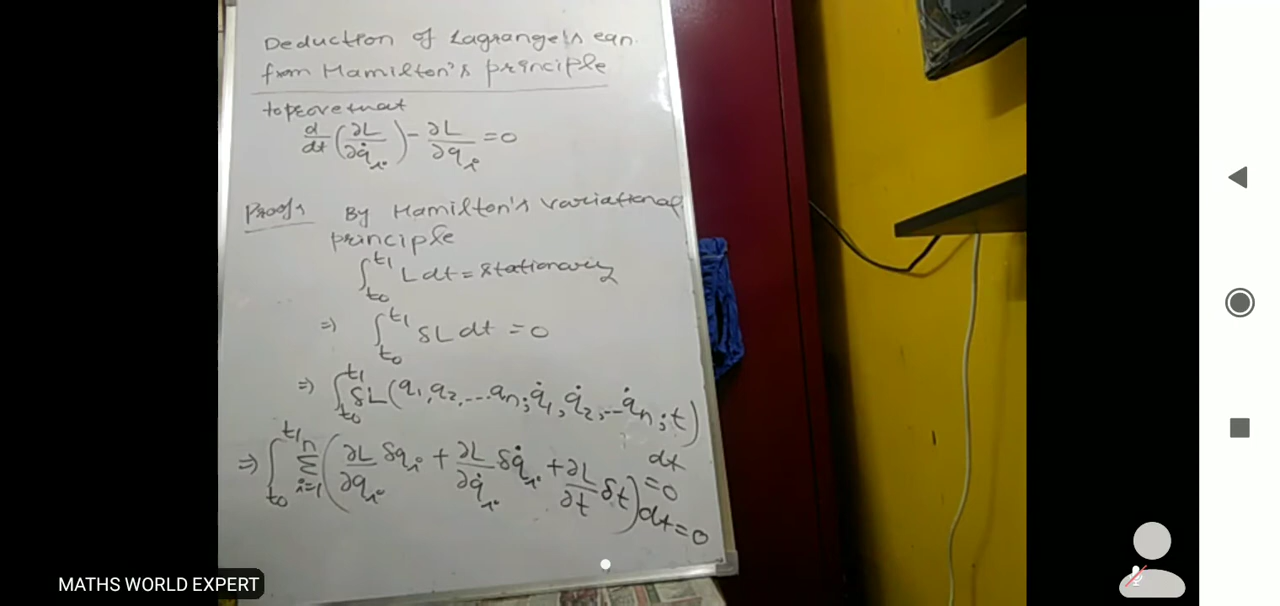 Deduction of Lagrange's eqn.
from Hamilton's principle
to prove that
d/dt (∂L/∂q̇ᵢ) - ∂L/∂qᵢ = 0
Proof: By Hamilton's variational
principle
∫_{t0}^{t1} L dt = stationary
⇒ ∫_{t0}^{t1} δL dt = 0
⇒ ∫_{t0}^{t1} δL(q₁, q₂, ... qₙ; q̇₁, q̇₂, ... q̇ₙ; t) dt = 0
⇒ ∫_{t0}^{t1} Σ_{i=1}^{n} (∂L/∂qᵢ δqᵢ + ∂L/∂q̇ᵢ δq̇ᵢ + ∂L/∂t δt) dt = 0
MATHS WORLD EXPERT